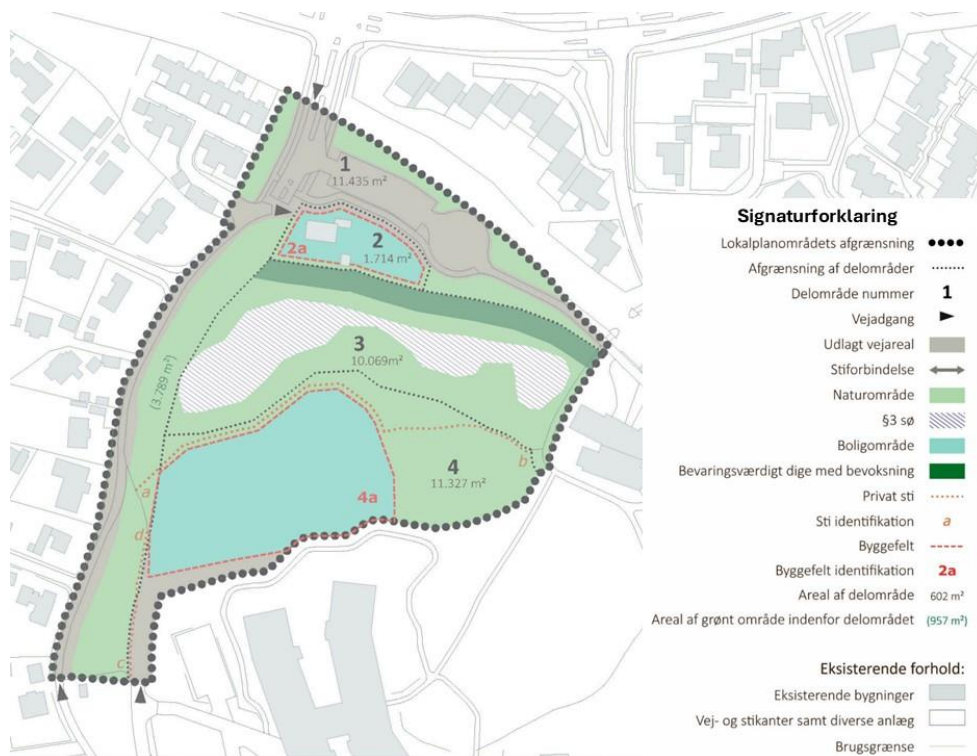 1
11.435 m²
2
1.714 m²
2a
3
10.069m²
(3.789 m²)
4
11.327 m²
4a
a
b
c
d
Signaturforklaring
Lokalplanområdets afgrænsning
Afgrænsning af delområder
Delområde nummer 1
Vejadgang
Udlagt vejareal
Stiforbindelse
Naturområde
§3 sø
Boligområde
Bevaringsværdigt dige med bevoksning
Privat sti
Sti identifikation a
Byggefelt
Byggefelt identifikation 2a
Areal af delområde 602 m²
Areal af grønt område indenfor delområdet (957 m²)
Eksisterende forhold:
Eksisterende bygninger
Vej- og stikanter samt diverse anlæg
Brugsgrænse